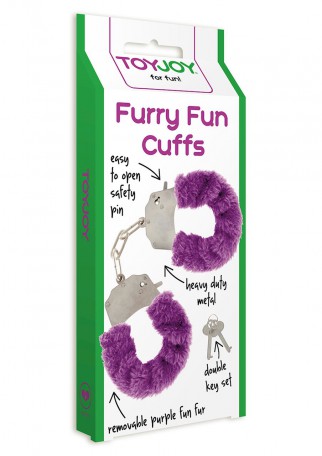 TOYJOY
for fun!
Furry Fun
Cuffs
easy
to open
safety
pin
heavy duty
metal
double
key set
removable purple fun fur
TOYJOY